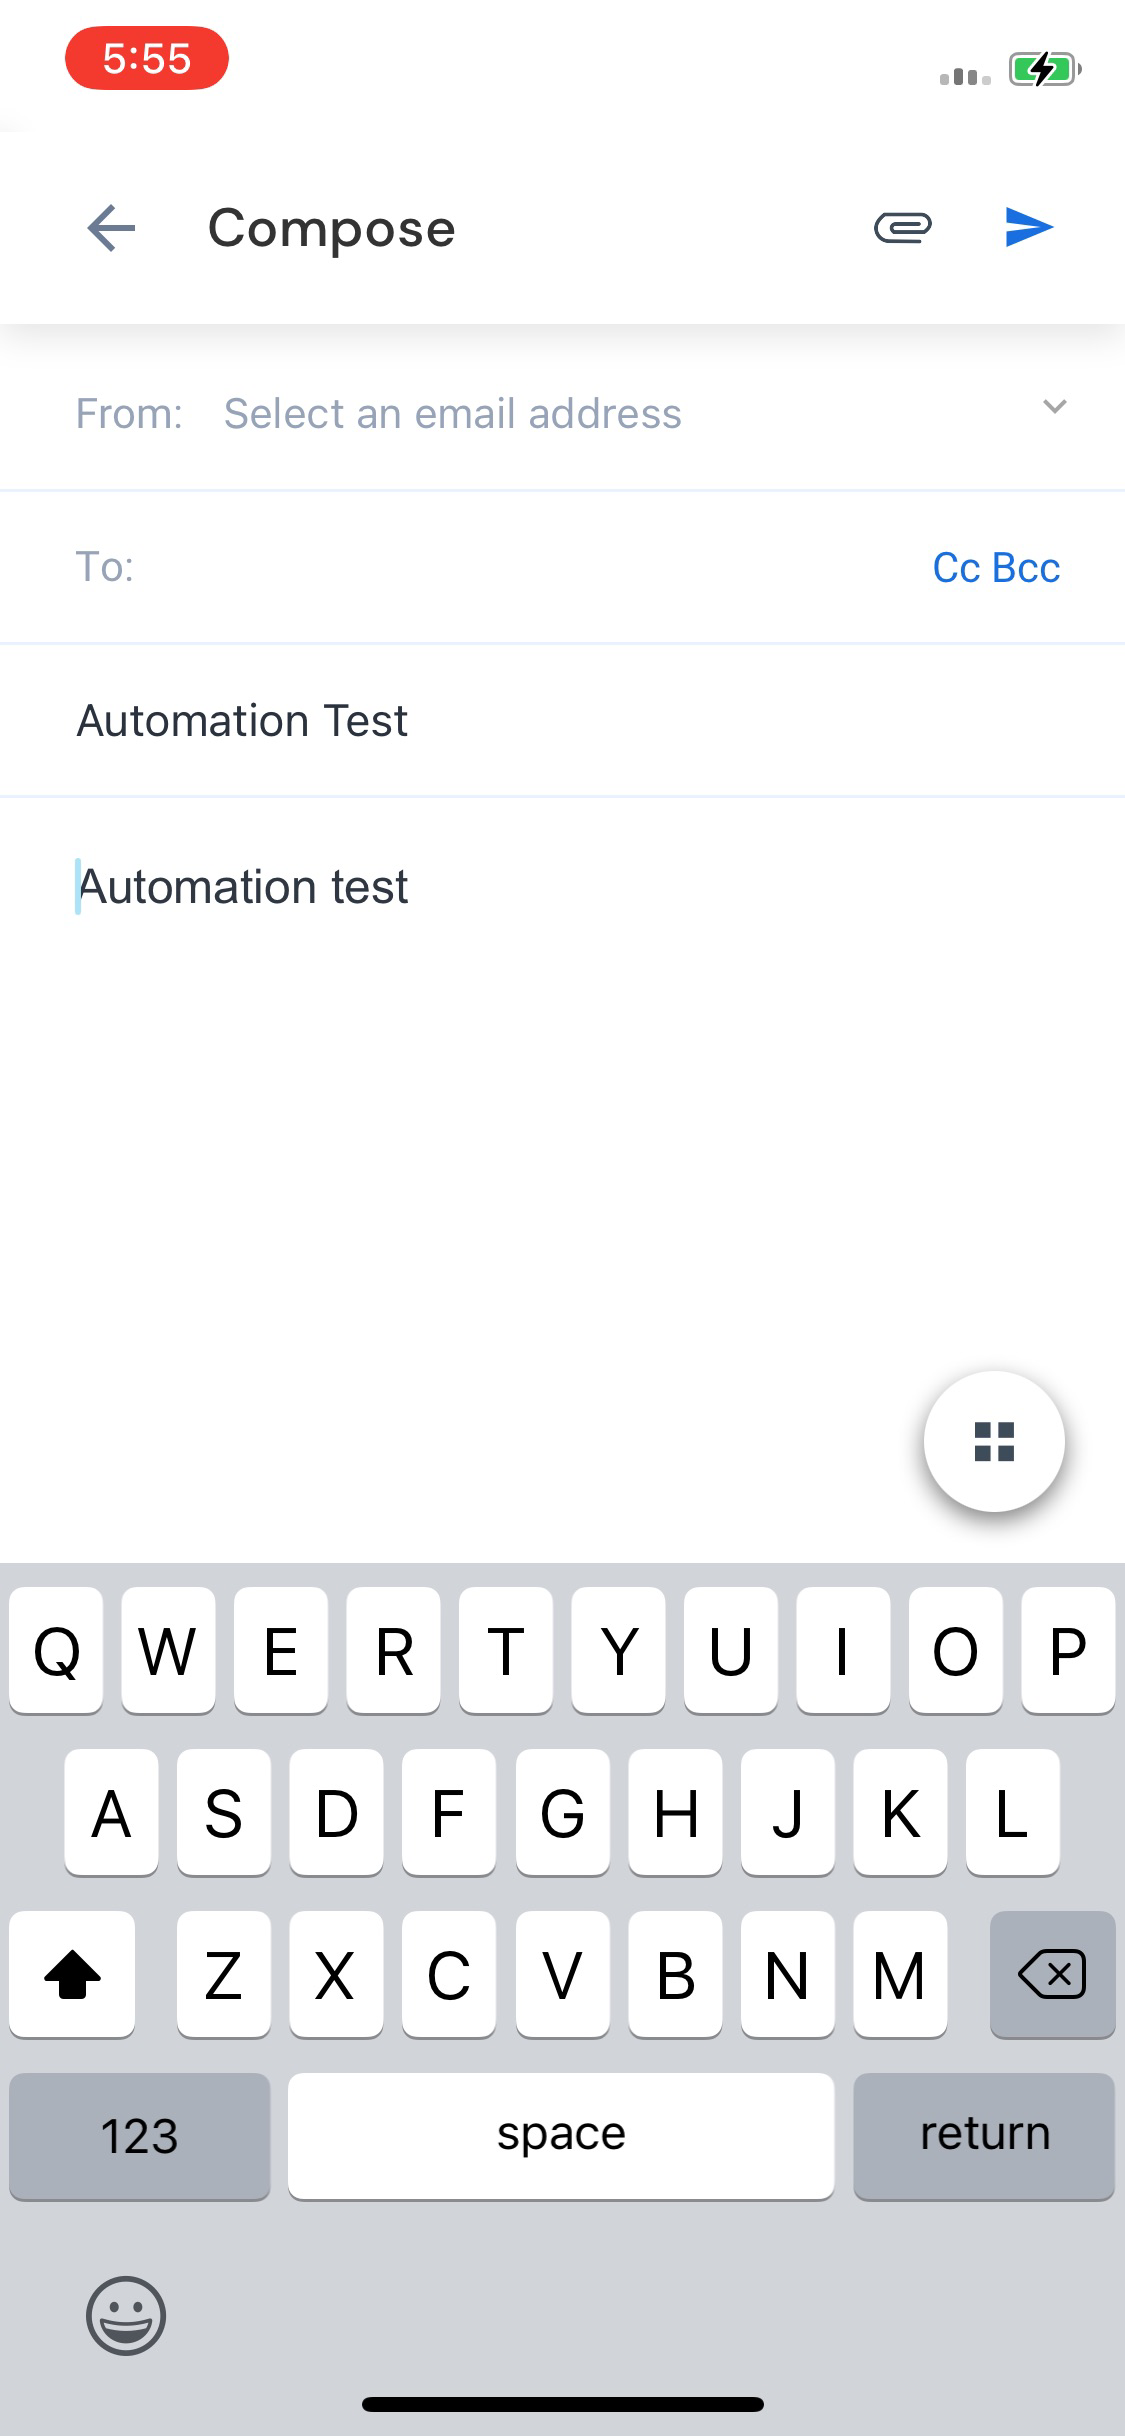 5:55
Compose
From: Select an email address
To: Cc Bcc
Automation Test
Automation test
Q W E R T Y U I O P
A S D F G H J K L
Z X C V B N M
123 space return